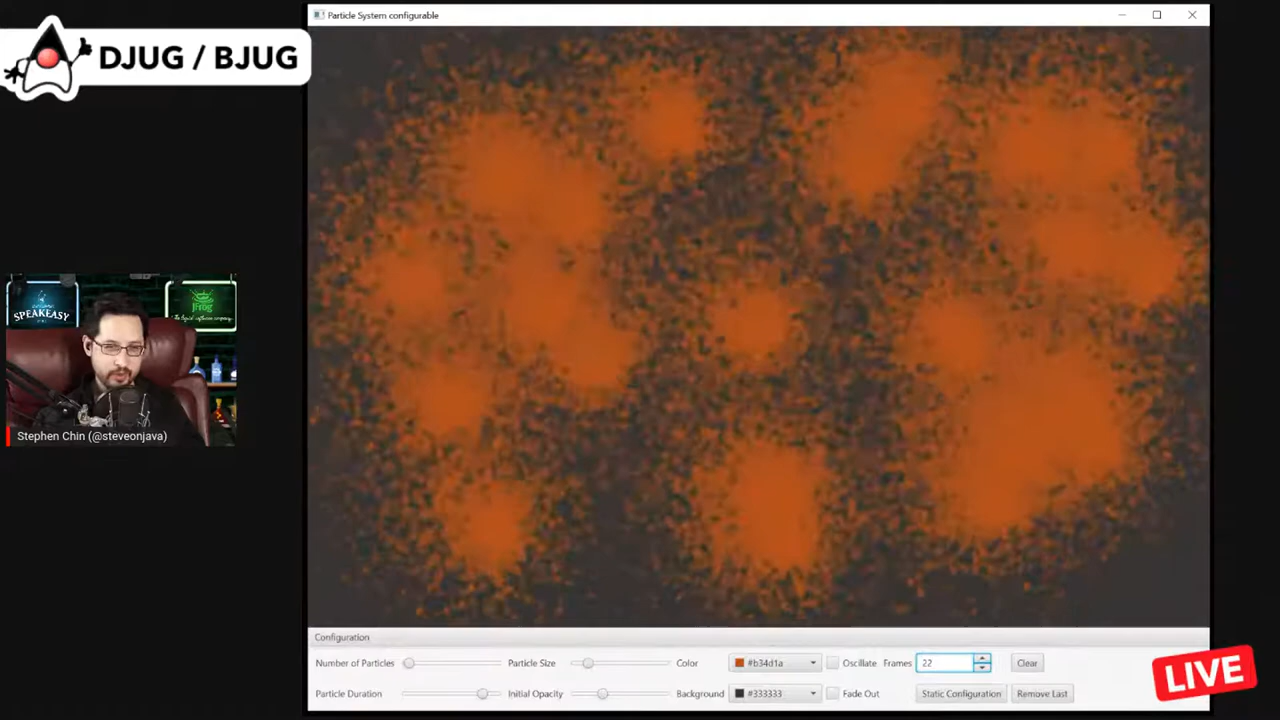 DJUG / BJUG
Particle System configurable
SPEAKEASY
JFrog
Stephen Chin (@steveonjava)
Configuration
Number of Particles
Particle Size
Color
#b34d1a
Oscillate
Frames
22
Clear
Particle Duration
Initial Opacity
Background
#333333
Fade Out
Static Configuration
Remove Last
LIVE